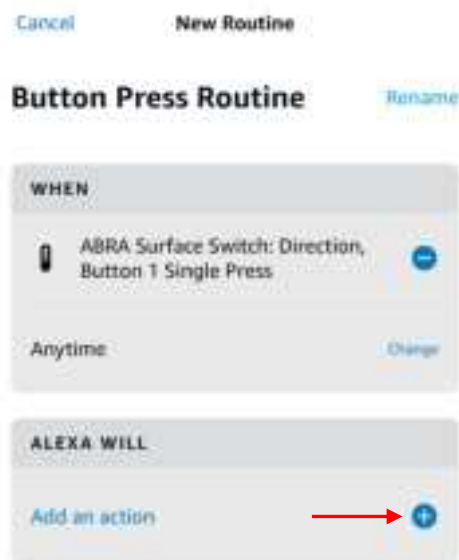 Cancel
New Routine
Button Press Routine
Rename
WHEN
ABRA Surface Switch: Direction,
Button 1 Single Press
Anytime
Change
ALEXA WILL
Add an action